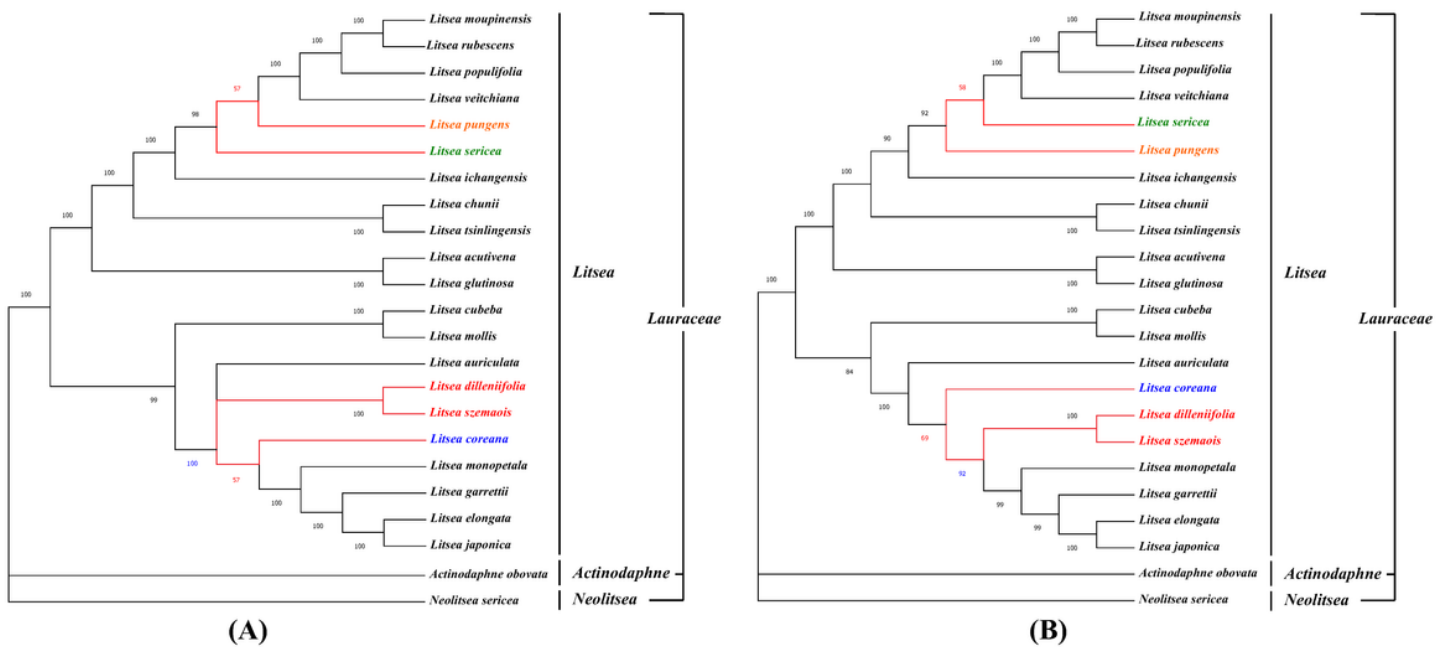 100
Litsea moupinensis
100
Litsea rubescens
100
Litsea populifolia
57
Litsea veitchiana
98
Litsea pungens
100
Litsea sericea
100
Litsea ichangensis
100
Litsea chunii
100
Litsea tsinlingensis
Litsea acutivena
100
Litsea glutinosa
100
100
Litsea cubeba
Litsea mollis
99
Litsea auriculata
Litsea dilleniifolia
100
Litsea szemaois
100
Litsea coreana
57
Litsea monopetala
100
Litsea garrettii
100
Litsea elongata
100
Litsea japonica
Actinodaphne obovata
Neolitsea sericea
Litsea
Actinodaphne
Neolitsea
Lauraceae
(A)
100
Litsea moupinensis
100
Litsea rubescens
100
Litsea populifolia
58
Litsea veitchiana
92
Litsea sericea
90
Litsea pungens
100
Litsea ichangensis
100
Litsea chunii
100
Litsea tsinlingensis
Litsea acutivena
100
Litsea glutinosa
100
100
Litsea cubeba
Litsea mollis
84
Litsea auriculata
100
Litsea coreana
69
100
Litsea dilleniifolia
Litsea szemaois
92
Litsea monopetala
99
Litsea garrettii
99
Litsea elongata
100
Litsea japonica
Actinodaphne obovata
Neolitsea sericea
Litsea
Actinodaphne
Neolitsea
Lauraceae
(B)